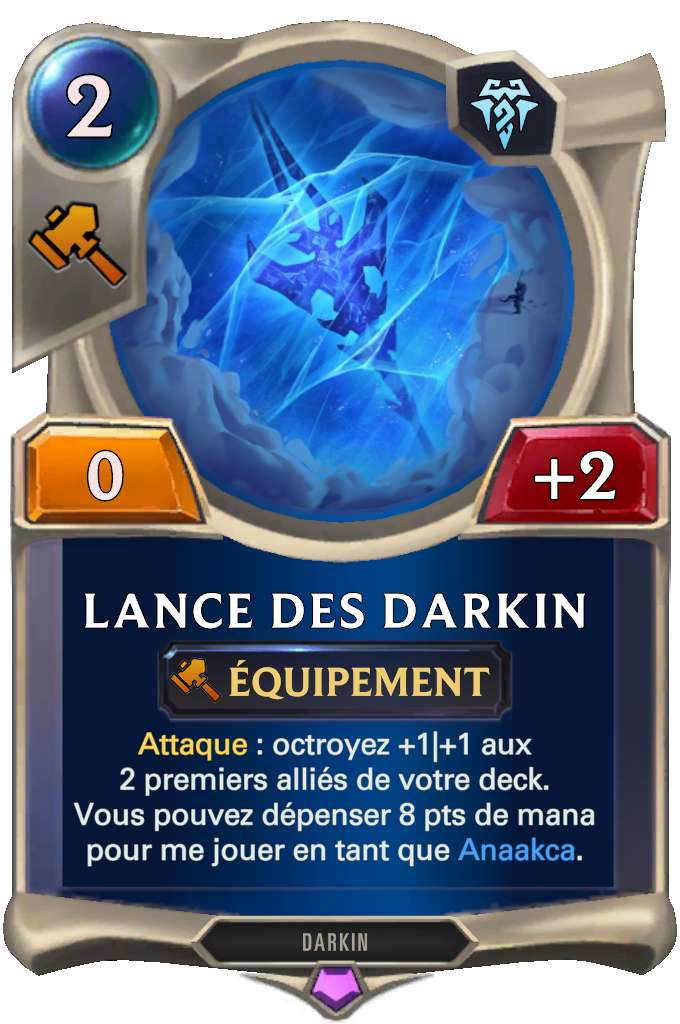 2
0
+2
LANCE DES DARKIN
ÉQUIPEMENT
Attaque : octroyez +1|+1 aux
2 premiers alliés de votre deck.
Vous pouvez dépenser 8 pts de mana
pour me jouer en tant que Anaakca.
DARKIN